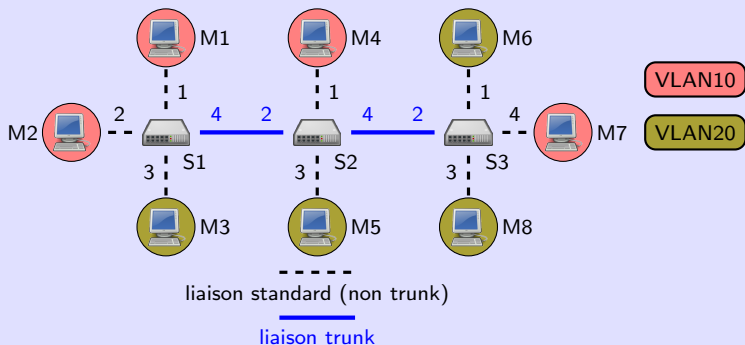 M1
M4
M6
VLAN10
1
1
1
M2
2
4
2
4
2
4
M7
VLAN20
S1
S2
S3
3
3
3
M3
M5
M8
liaison standard (non trunk)
liaison trunk